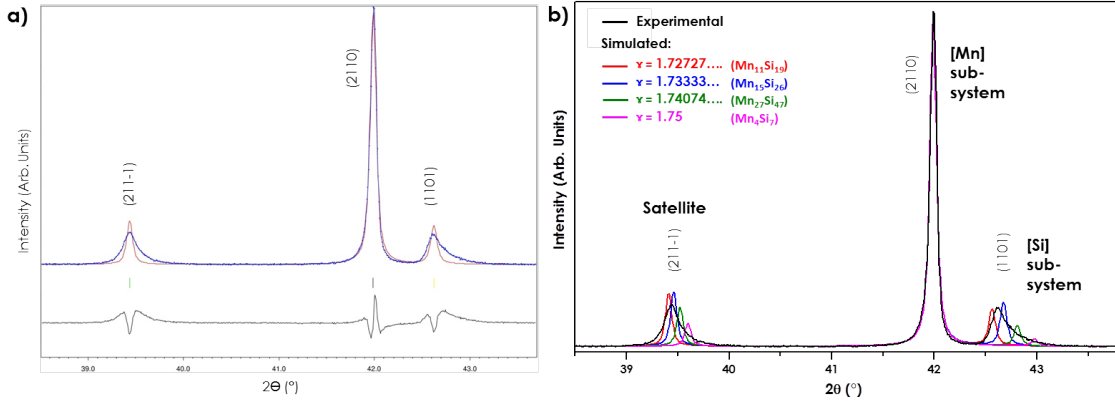 a)
Intensity (Arb. Units)
(211-1)
(2110)
(1101)
39.0 40.0 41.0 42.0 43.0
2Θ (°)
b)
Experimental
Simulated:
ɤ = 1.72727.... (Mn₁₁Si₁₉)
ɤ = 1.73333... (Mn₁₅Si₂₆)
ɤ = 1.74074... (Mn₂₇Si₄₇)
ɤ = 1.75 (Mn₄Si₇)
(2110)
[Mn]
sub-
system
Intensity (Arb. Units)
Satellite
(211-1)
(1101)
[Si]
sub-
system
39 40 41 42 43
2θ (°)